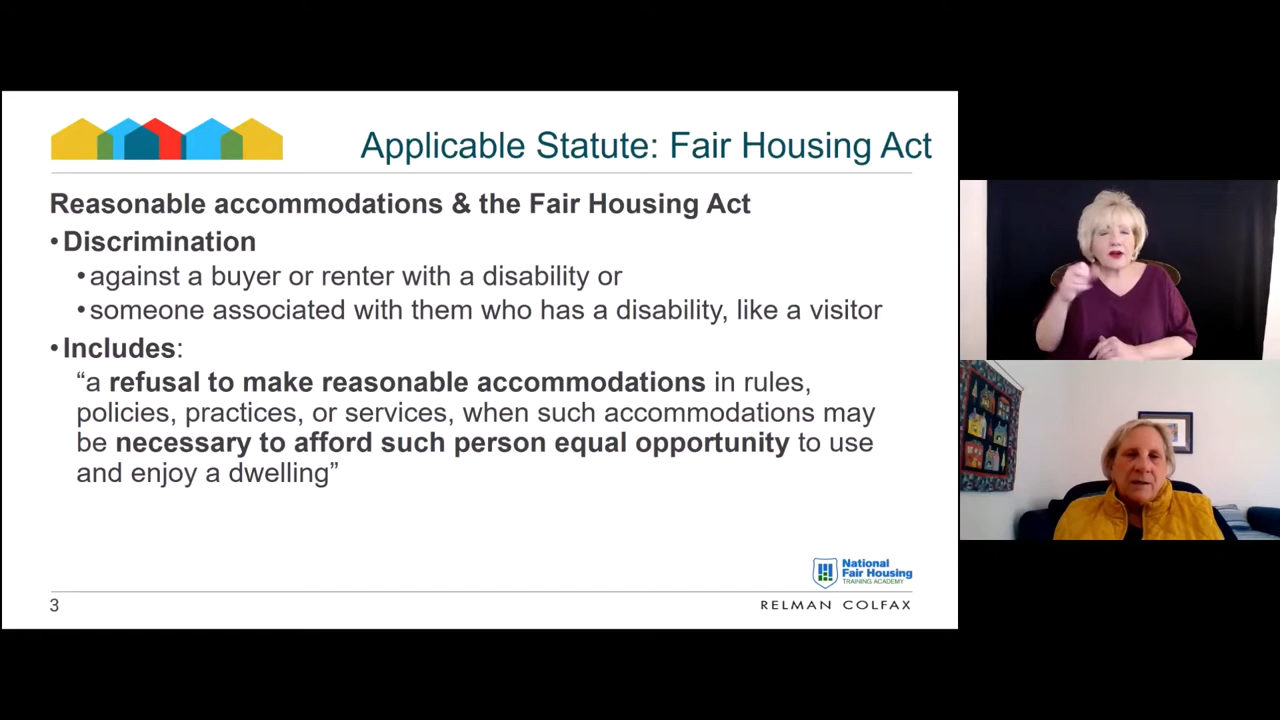 Applicable Statute: Fair Housing Act
Reasonable accommodations & the Fair Housing Act
•Discrimination
•against a buyer or renter with a disability or
•someone associated with them who has a disability, like a visitor
•Includes:
“a refusal to make reasonable accommodations in rules,
policies, practices, or services, when such accommodations may
be necessary to afford such person equal opportunity to use
and enjoy a dwelling”
National
Fair Housing
TRAINING ACADEMY
3
RELMAN COLFAX